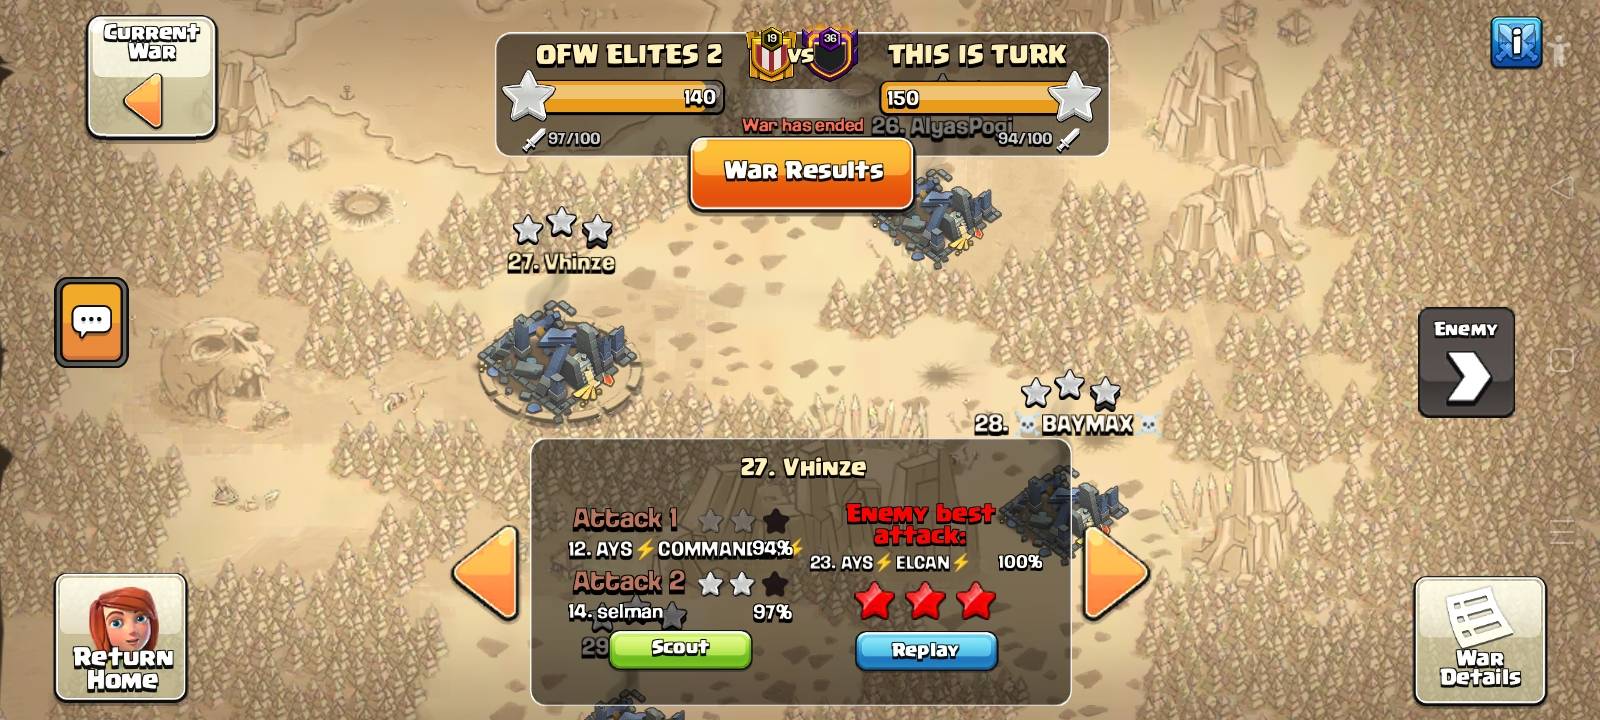 Current
War
OFW ELITES 2
19
VS
36
THIS IS TURK
140
150
97/100
War has ended
26. AlyasPogi
94/100
War Results
27. Vhinze
Enemy
28. ☠️BAYMAX☠️
27. Vhinze
Attack 1
12. AYS⚡COMMAND 94%⚡
Attack 2
14. selman 97%
Enemy best
attack:
23. AYS⚡ELCAN⚡ 100%
29
Scout
Replay
Return
Home
War
Details